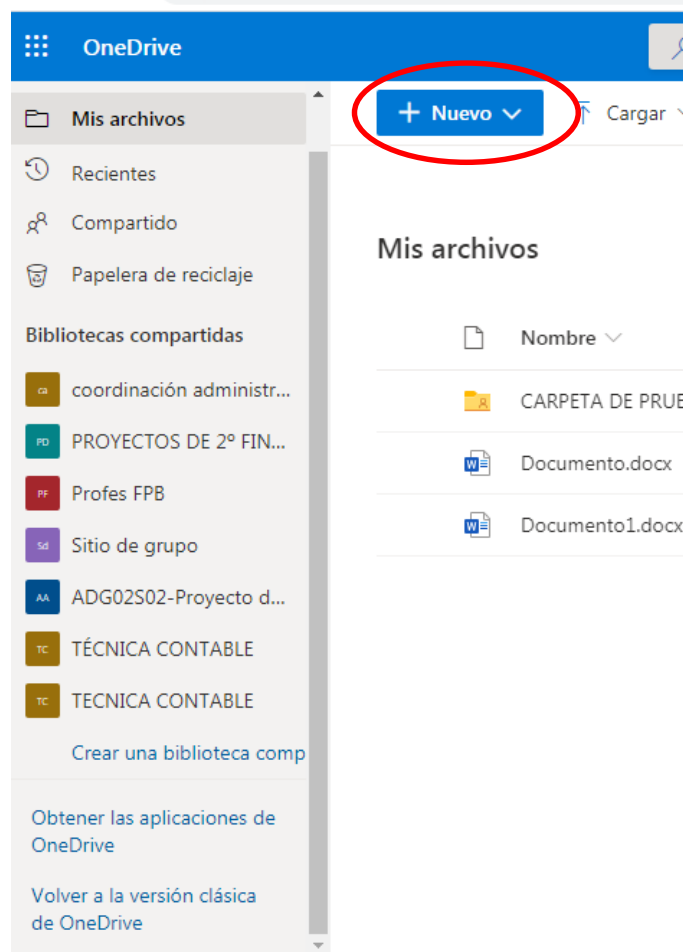 OneDrive
Mis archivos
Recientes
Compartido
Papelera de reciclaje
Bibliotecas compartidas
ca coordinación administr...
PD PROYECTOS DE 2º FIN...
PF Profes FPB
Sd Sitio de grupo
AA ADG02S02-Proyecto d...
TC TÉCNICA CONTABLE
TC TECNICA CONTABLE
Crear una biblioteca comp
Obtener las aplicaciones de
OneDrive
Volver a la versión clásica
de OneDrive
+ Nuevo
Cargar
Mis archivos
Nombre
CARPETA DE PRUE
Documento.docx
Documento1.docx